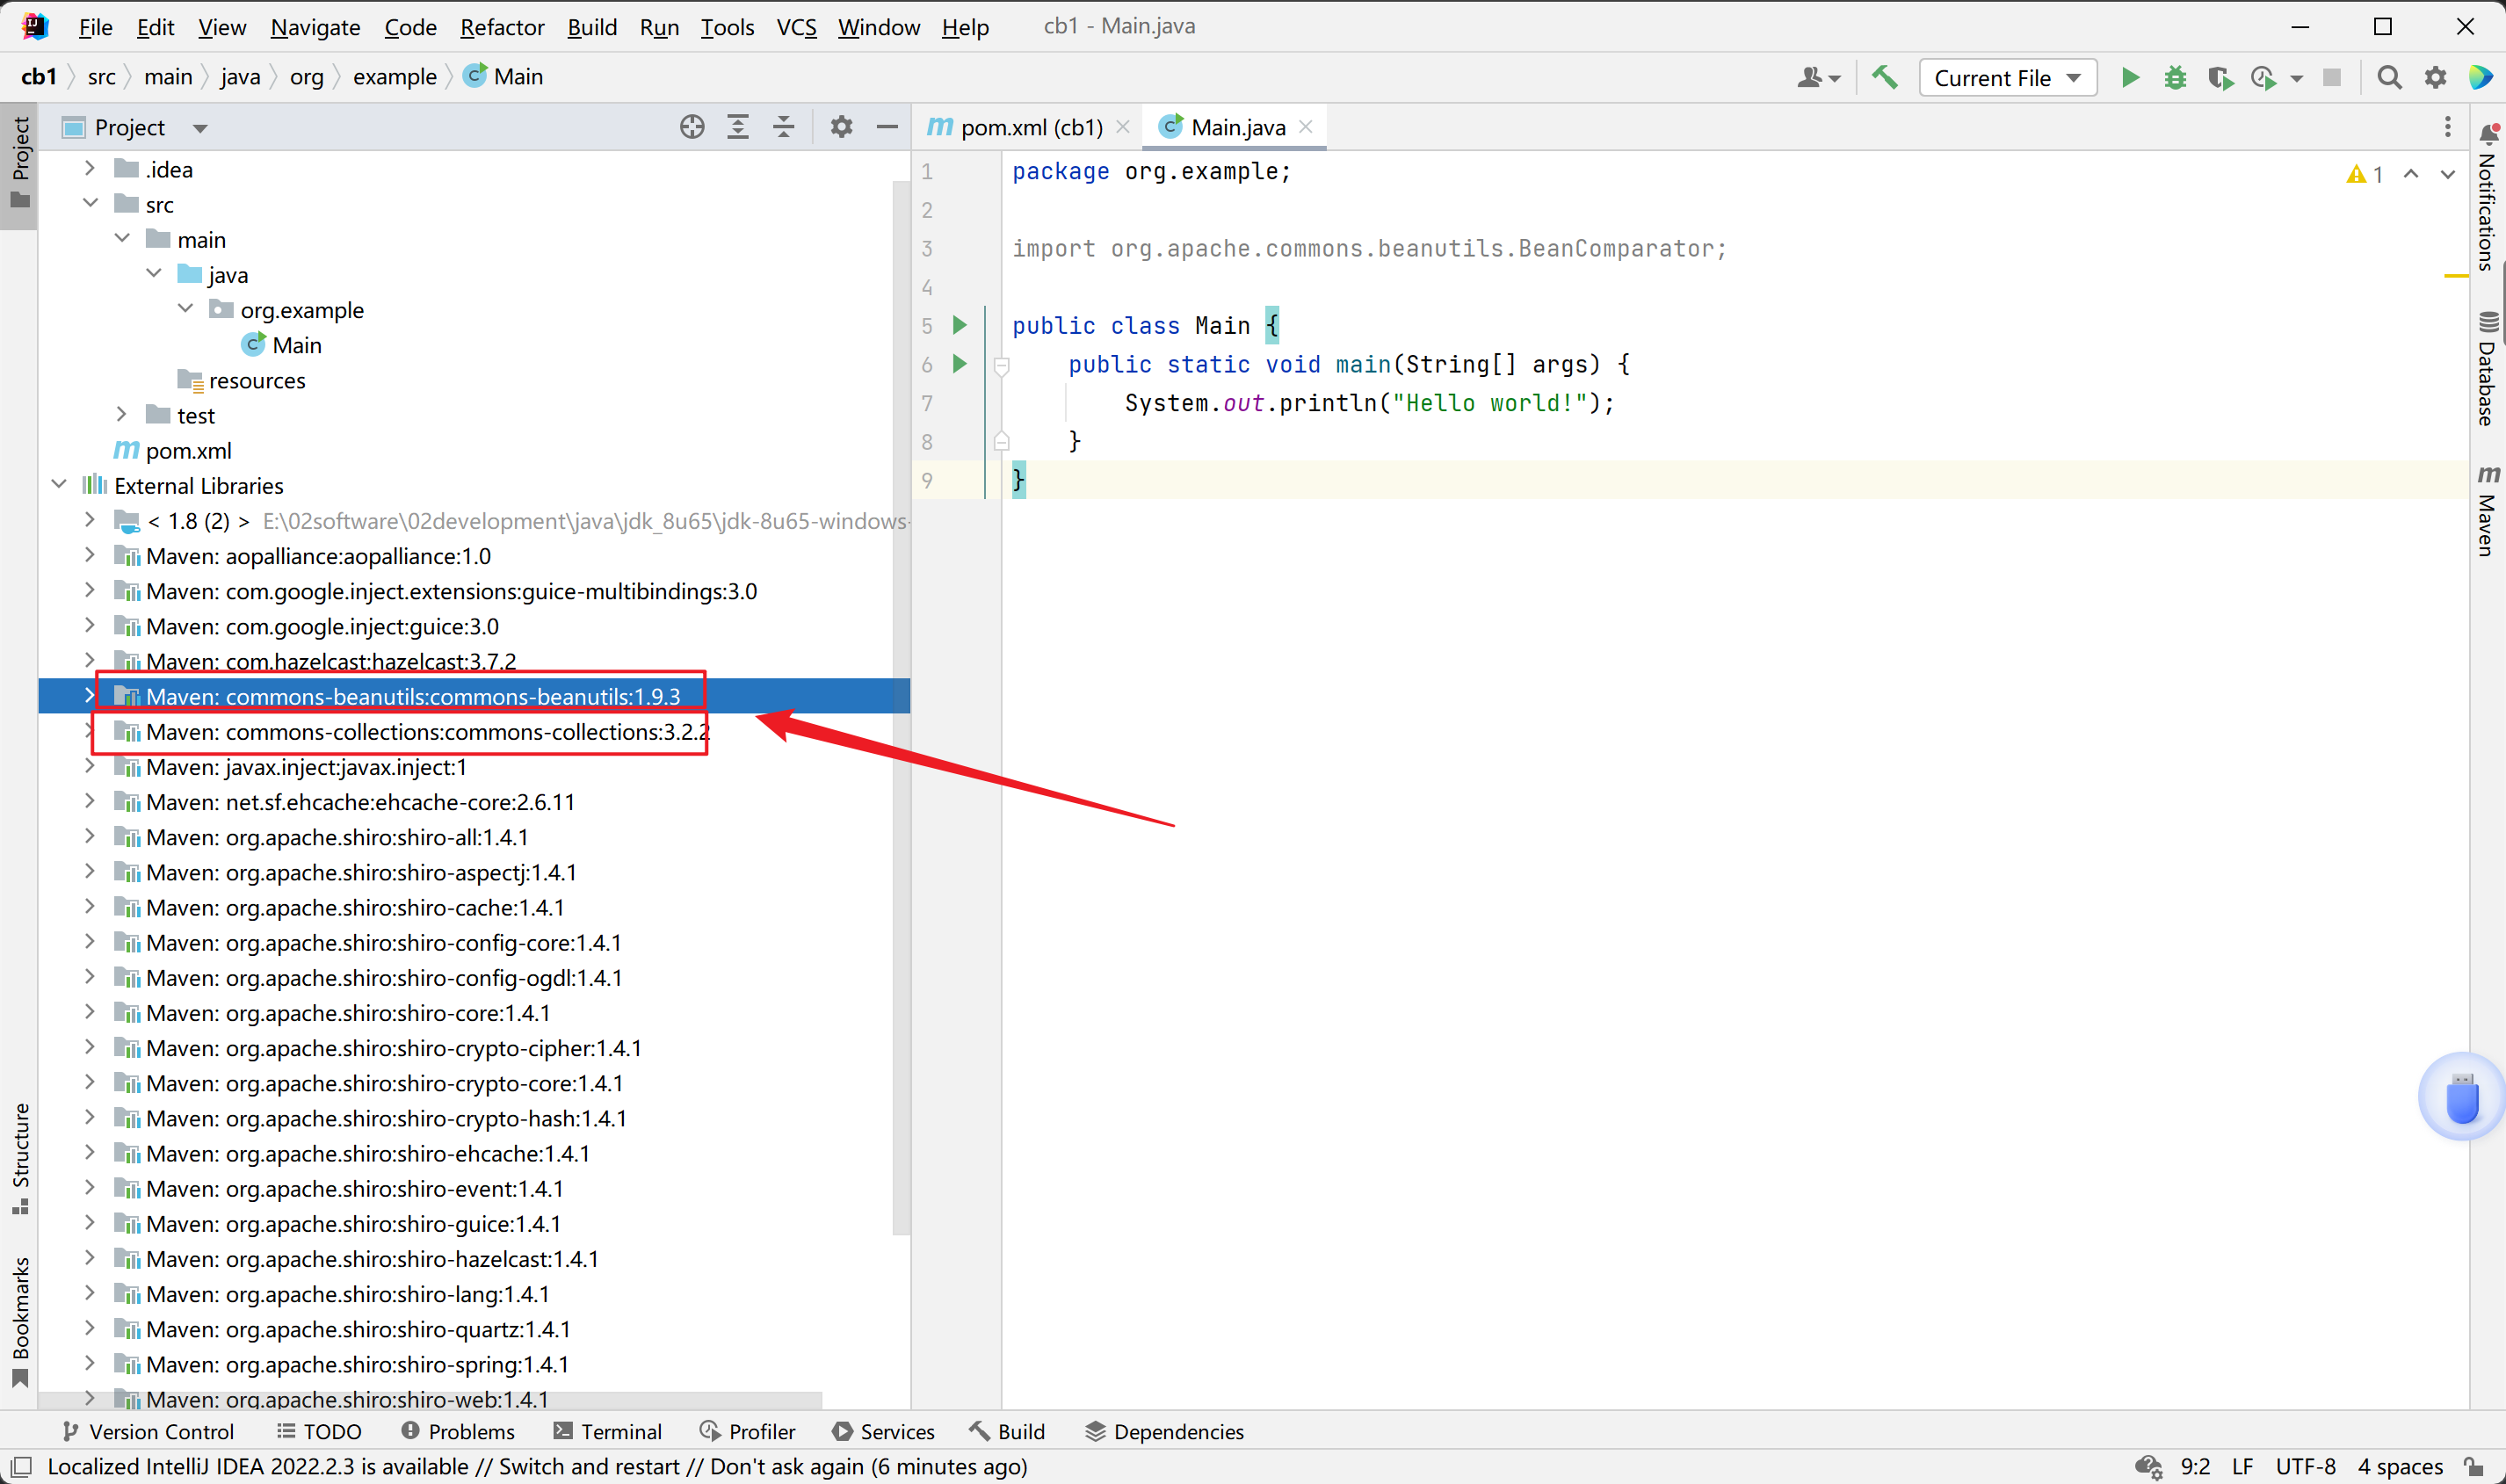 File Edit View Navigate Code Refactor Build Run Tools VCS Window Help cb1 - Main.java
cb1 src main java org example Main
Current File
Project
pom.xml (cb1)
Main.java
.idea
src
main
java
org.example
Main
resources
test
pom.xml
External Libraries
< 1.8 (2) > E:\02software\02development\java\jdk_8u65\jdk-8u65-windows-
Maven: aopalliance:aopalliance:1.0
Maven: com.google.inject.extensions:guice-multibindings:3.0
Maven: com.google.inject:guice:3.0
Maven: com.hazelcast:hazelcast:3.7.2
Maven: commons-beanutils:commons-beanutils:1.9.3
Maven: commons-collections:commons-collections:3.2.2
Maven: javax.inject:javax.inject:1
Maven: net.sf.ehcache:ehcache-core:2.6.11
Maven: org.apache.shiro:shiro-all:1.4.1
Maven: org.apache.shiro:shiro-aspectj:1.4.1
Maven: org.apache.shiro:shiro-cache:1.4.1
Maven: org.apache.shiro:shiro-config-core:1.4.1
Maven: org.apache.shiro:shiro-config-ogdl:1.4.1
Maven: org.apache.shiro:shiro-core:1.4.1
Maven: org.apache.shiro:shiro-crypto-cipher:1.4.1
Maven: org.apache.shiro:shiro-crypto-core:1.4.1
Maven: org.apache.shiro:shiro-crypto-hash:1.4.1
Maven: org.apache.shiro:shiro-ehcache:1.4.1
Maven: org.apache.shiro:shiro-event:1.4.1
Maven: org.apache.shiro:shiro-guice:1.4.1
Maven: org.apache.shiro:shiro-hazelcast:1.4.1
Maven: org.apache.shiro:shiro-lang:1.4.1
Maven: org.apache.shiro:shiro-quartz:1.4.1
Maven: org.apache.shiro:shiro-spring:1.4.1
Maven: org.apache.shiro:shiro-web:1.4.1
1 package org.example;
2
3 import org.apache.commons.beanutils.BeanComparator;
4
5 public class Main {
6 public static void main(String[] args) {
7 System.out.println("Hello world!");
8 }
9 }
1
Project
Structure
Bookmarks
Notifications
Database
Maven
Version Control TODO Problems Terminal Profiler Services Build Dependencies
Localized IntelliJ IDEA 2022.2.3 is available // Switch and restart // Don't ask again (6 minutes ago) 9:2 LF UTF-8 4 spaces